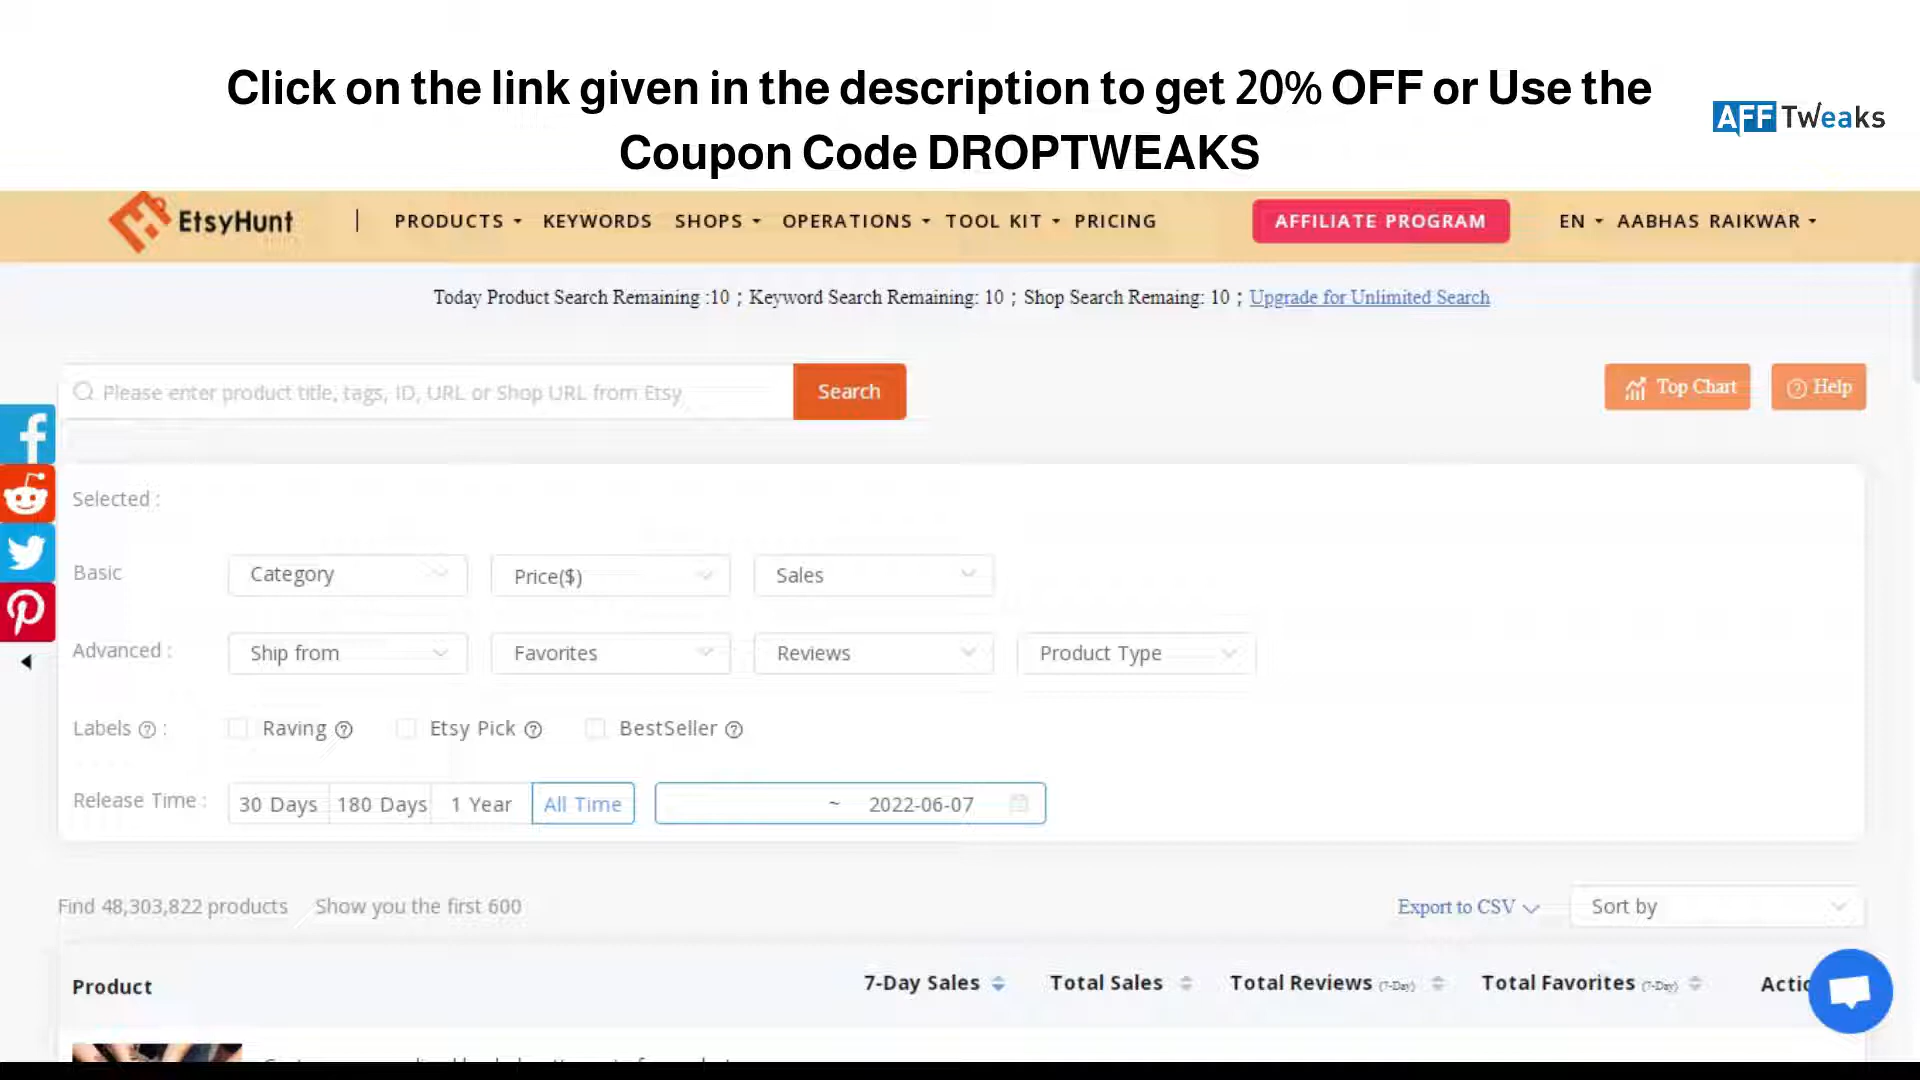 Click on the link given in the description to get 20% OFF or Use the
Coupon Code DROPTWEAKS
AFF Tweaks
EtsyHunt | PRODUCTS KEYWORDS SHOPS OPERATIONS TOOL KIT PRICING AFFILIATE PROGRAM EN AABHAS RAIKWAR
Today Product Search Remaining :10 ; Keyword Search Remaining: 10 ; Shop Search Remaing: 10 ; Upgrade for Unlimited Search
Please enter product title, tags, ID, URL or Shop URL from Etsy Search Top Chart Help
Selected :
Basic Category Price($) Sales
Advanced : Ship from Favorites Reviews Product Type
Labels : Raving Etsy Pick BestSeller
Release Time : 30 Days 180 Days 1 Year All Time ~ 2022-06-07
Find 48,303,822 products Show you the first 600 Export to CSV Sort by
Product 7-Day Sales Total Sales Total Reviews (7-Day) Total Favorites (7-Day)